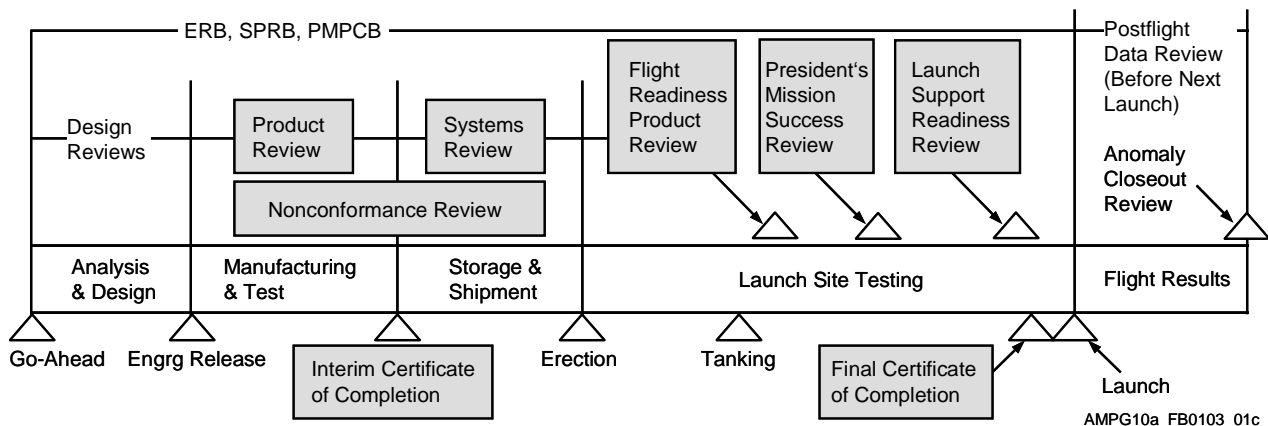 ERB, SPRB, PMPCB
Design
Reviews
Product
Review
Systems
Review
Nonconformance Review
Flight
Readiness
Product
Review
President's
Mission
Success
Review
Launch
Support
Readiness
Review
Postflight
Data Review
(Before Next
Launch)
Anomaly
Closeout
Review
Analysis
& Design
Manufacturing
& Test
Storage &
Shipment
Launch Site Testing
Flight Results
Go-Ahead
Engrg Release
Interim Certificate
of Completion
Erection
Tanking
Final Certificate
of Completion
Launch
AMPG10a_FB0103_01c